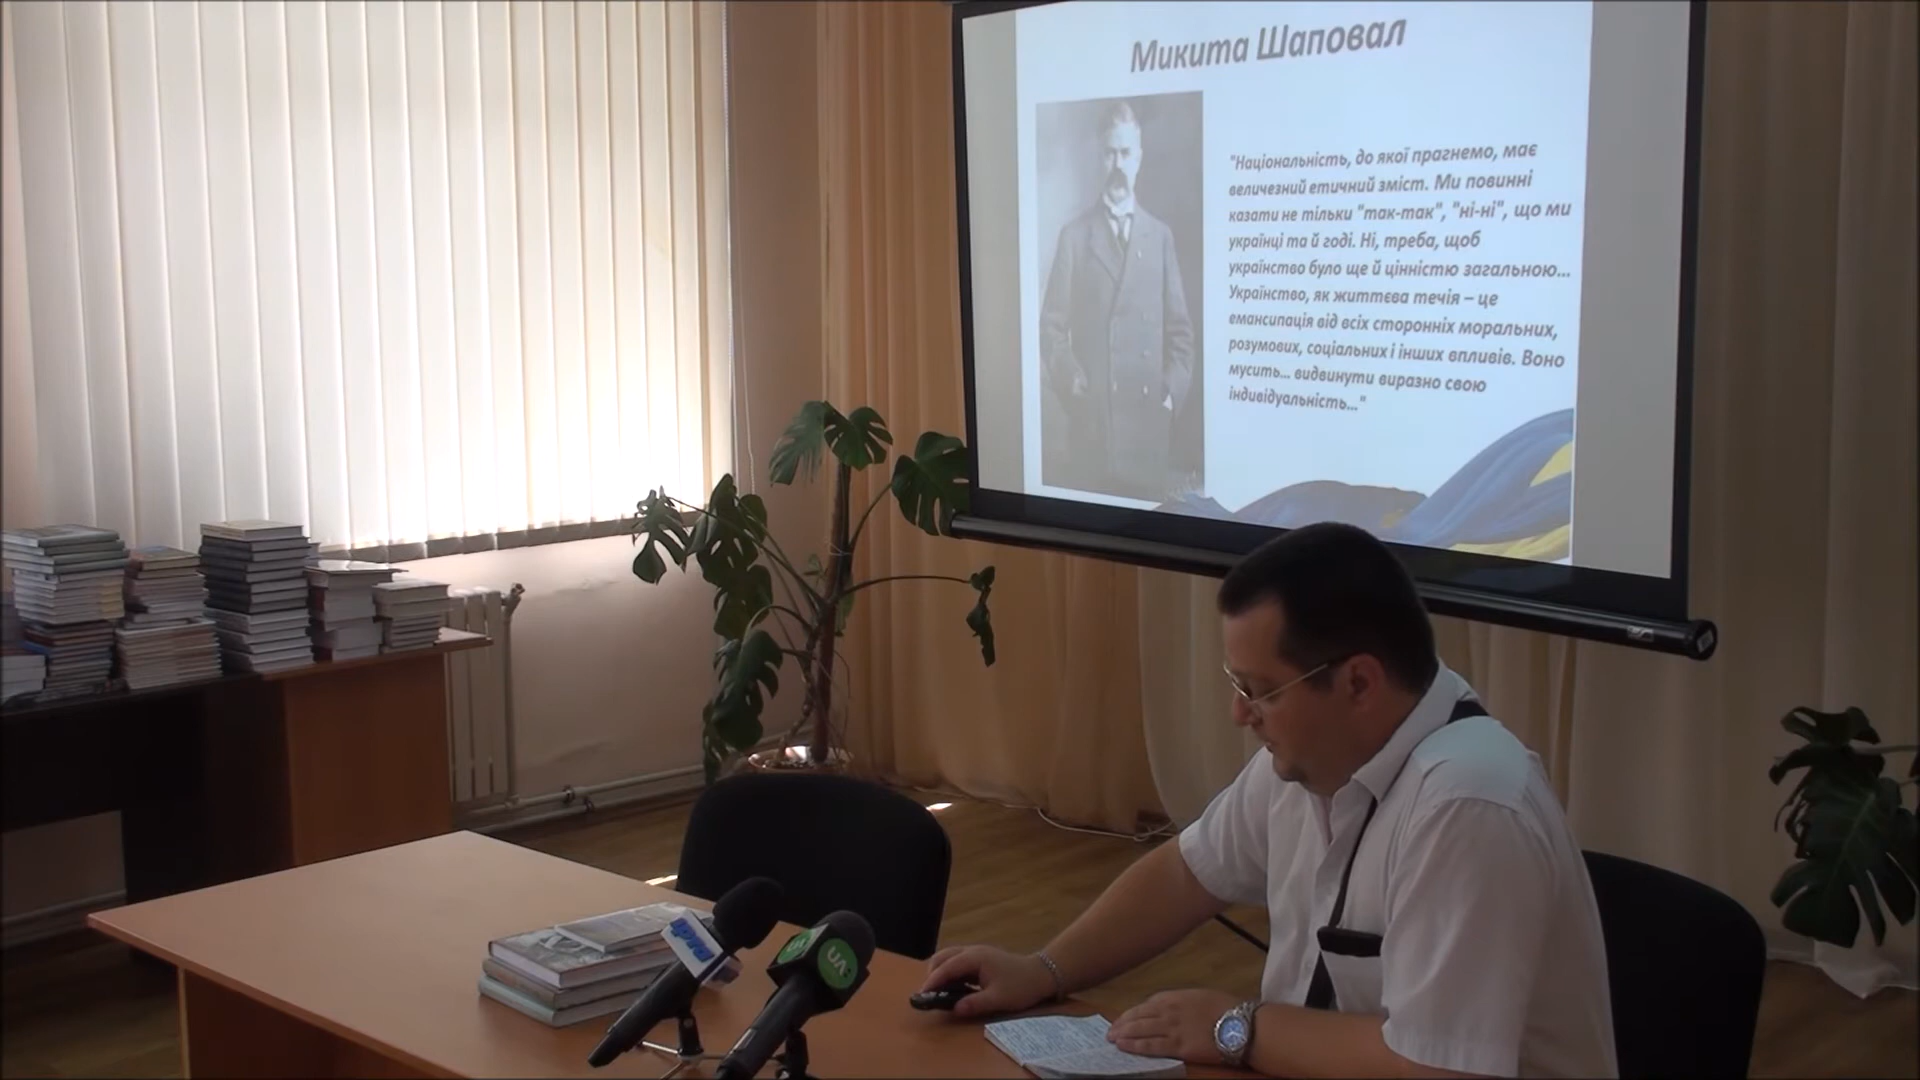 Микита Шаповал
"Національність, до якої прагнемо, має
величезний етичний зміст. Ми повинні
казати не тільки "так-так", "ні-ні", що ми
українці та й годі. Ні, треба, щоб
українство було ще й цінністю загальною...
Українство, як життєва течія – це
емансипація від всіх сторонніх моральних,
розумових, соціальних і інших впливів. Воно
мусить... видвинути виразно свою
індивідуальність..."
UA: